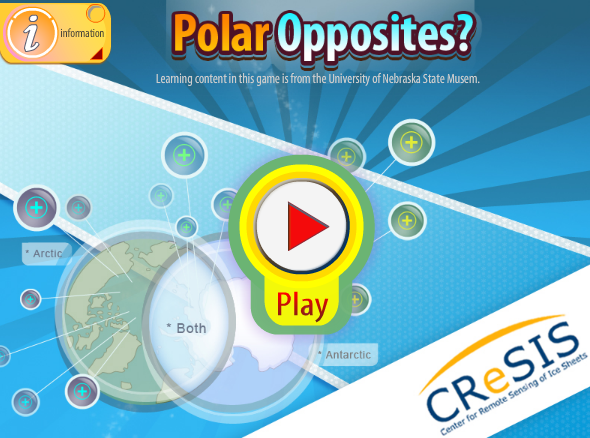 information
Polar Opposites?
Learning content in this game is from the University of Nebraska State Musem.
* Arctic
* Both
Play
* Antarctic
CReSIS
Center for Remote Sensing of Ice Sheets